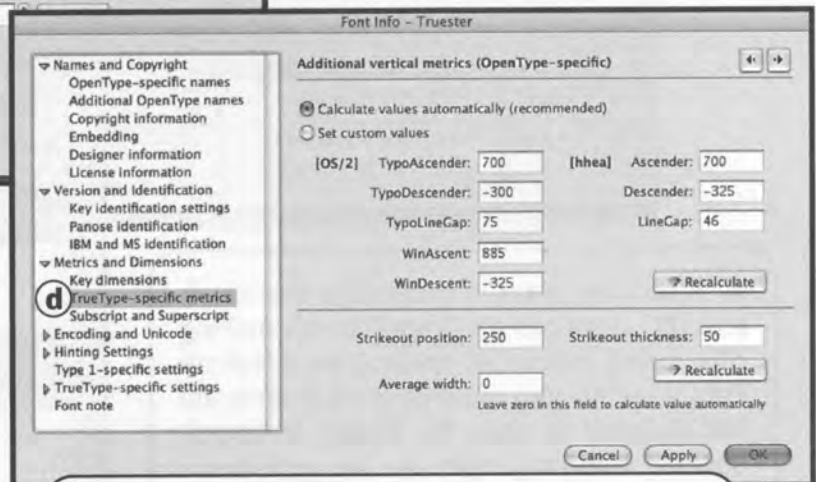 Font Info – Truester
Names and Copyright
OpenType-specific names
Additional OpenType names
Copyright information
Embedding
Designer information
License information
Version and Identification
Key identification settings
Panose identification
IBM and MS identification
Metrics and Dimensions
Key dimensions
d TrueType-specific metrics
Subscript and Superscript
Encoding and Unicode
Hinting Settings
Type 1-specific settings
TrueType-specific settings
Font note
Additional vertical metrics (OpenType-specific)
Calculate values automatically (recommended)
Set custom values
[OS/2] TypoAscender: 700 [hhea] Ascender: 700
TypoDescender: -300 Descender: -325
TypoLineGap: 75 LineGap: 46
WinAscent: 885
WinDescent: -325 Recalculate
Strikeout position: 250 Strikeout thickness: 50
Recalculate
Average width: 0
Leave zero in this field to calculate value automatically
Cancel Apply OK